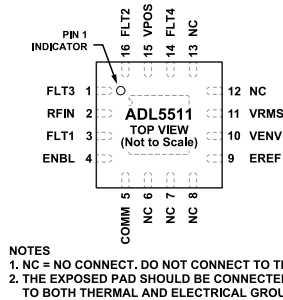 16 FLT2
15 VPOS
14 FLT4
13 NC
PIN 1
INDICATOR
FLT3 1
RFIN 2
FLT1 3
ENBL 4
ADL5511
TOP VIEW
(Not to Scale)
12 NC
11 VRMS
10 VENV
9 EREF
COMM 5
NC 6
NC 7
NC 8
NOTES
1. NC = NO CONNECT. DO NOT CONNECT TO
2. THE EXPOSED PAD SHOULD BE
TO BOTH THERMAL AND ELECTRICAL